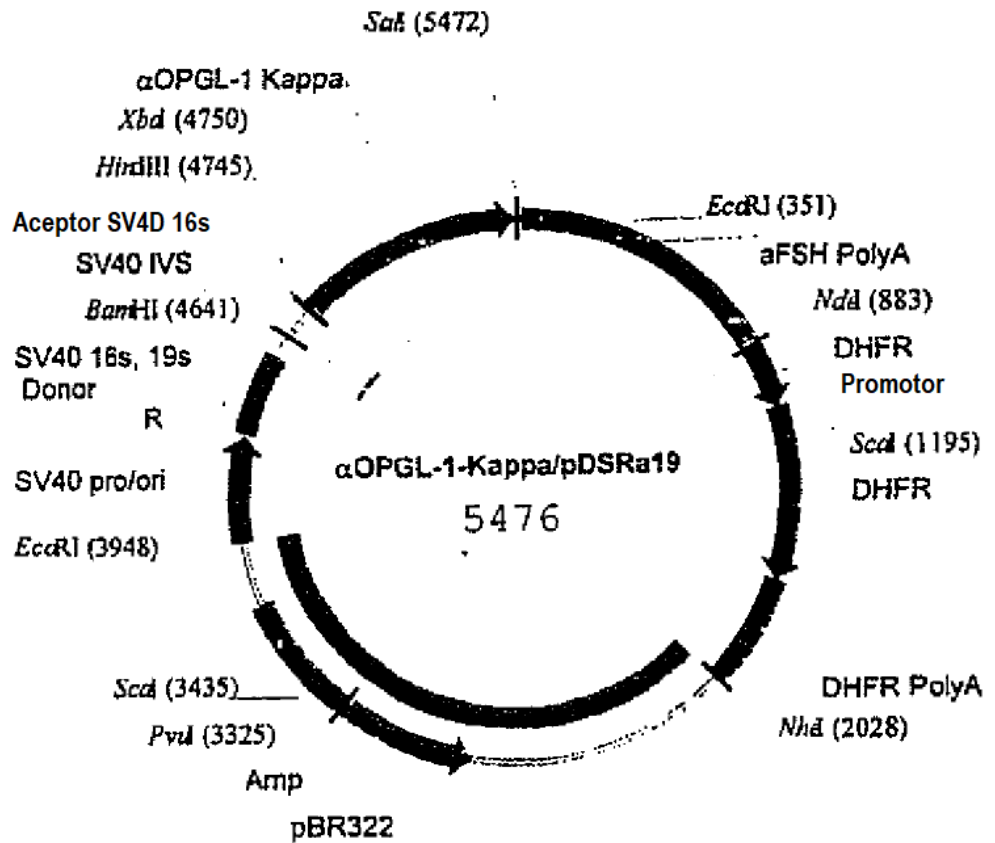 SalI (5472)
αOPGL-1 Kappa
XbaI (4750)
HindIII (4745)
Aceptor SV4D 16s
SV40 IVS
BamHI (4641)
SV40 16s, 19s
Donor
R
SV40 pro/ori
EcoRI (3948)
ScaI (3435)
PvuI (3325)
Amp
pBR322
EcoRI (351)
aFSH PolyA
NdeI (883)
DHFR
Promotor
ScaI (1195)
DHFR
DHFR PolyA
NheI (2028)
αOPGL-1-Kappa/pDSRa19
5476